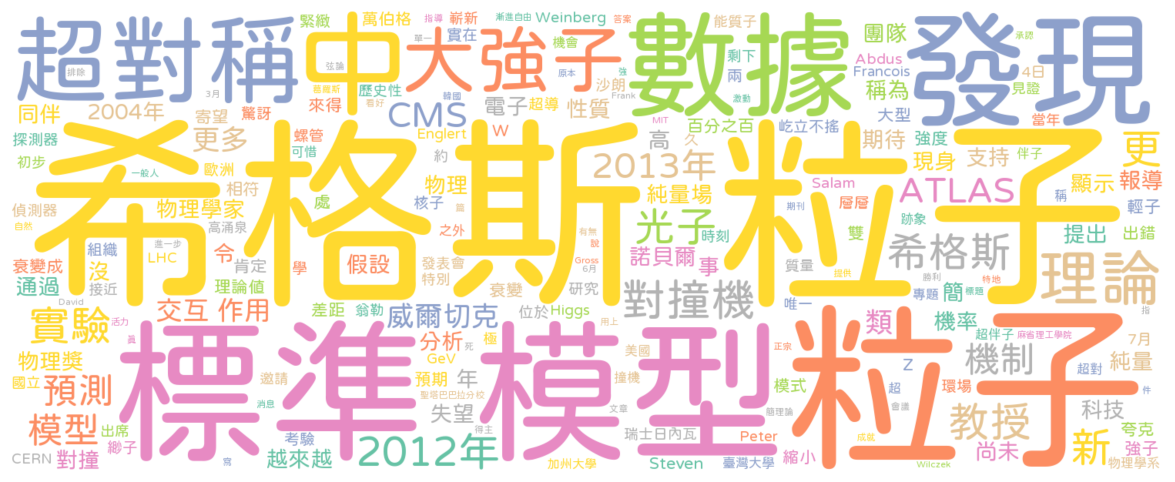 緊緻 萬伯格 指導 嶄新 漸進自由 Weinberg 答案 能質子 團隊 承認
超對稱 中 大強子 數據 發現
排除 3月 單一 實在 機會 剩下 Abdus 4日
弦論 原本 強 兩 Francois 見證
葛爾斯 看好 韓國 沙朗 Frank 激動 稱為
同伴 2004年 寄望 驚訝 來得 歷史性 CMS 電子 超導 性質 MIT 大型 當年
探測器 更多 螺管 可惜 Englert W 百分之百 久 屹立不搖 期待 強度 伴子 更
初步 歐洲 一般人 約 高 2013年 現身 支持 報導
希格斯粒子
偵測器 相符 物理學家 處 物理 核子 純量場 Salam 層層 ATLAS 稱 顯示 輕子
自然 高涌泉 之外 光子 時刻 雙 期刊 跡象 提出 出錯
組織 進一步 令 假設 有無 說 諾貝爾 事 希格斯 理論
衰變成 沒 LHC 肯定 學 發表會 特別 Gross 6月 質量 提供 勝利 特地
通過 接近 理論值 衰變 研究 對撞機 唯一 專題 簡 標題
David 交互 作用 差距 翁勒 威爾切克 位於 Higgs 類 機率 指
實驗 活力 用上 超伴子 麻省理工學院 7月
標準模型 粒子
物理獎 分析 GeV 極 死 美國 Z 機制 超對 純量
國立 預測 邀請 預期 年 撞機 模式 超 環場 件
聖塔巴巴拉分校 文章 簡理論 會議 教授 科技
模型 出席 消息 失望 得主 瑞士日內瓦 Peter 新 夸克
緲子 考驗 2012年 成就 尚未 強子
CERN 對撞 寫 越來越 加州大學 Steven 臺灣大學 縮小 Wilczek 物理學系